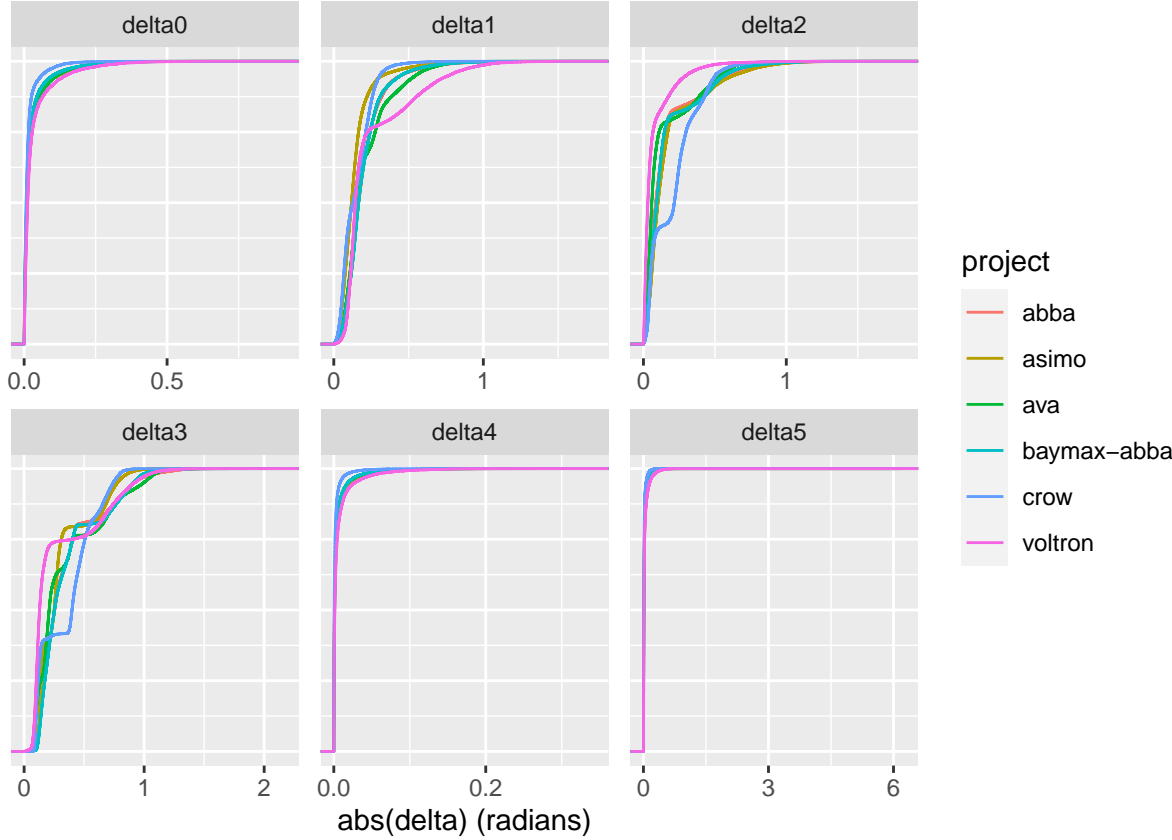 delta0 delta1 delta2
0.0 0.5 0 1 0 1
delta3 delta4 delta5
0 1 2 0.0 0.2 0 3 6
abs(delta) (radians)
project
abba
asimo
ava
baymax−abba
crow
voltron